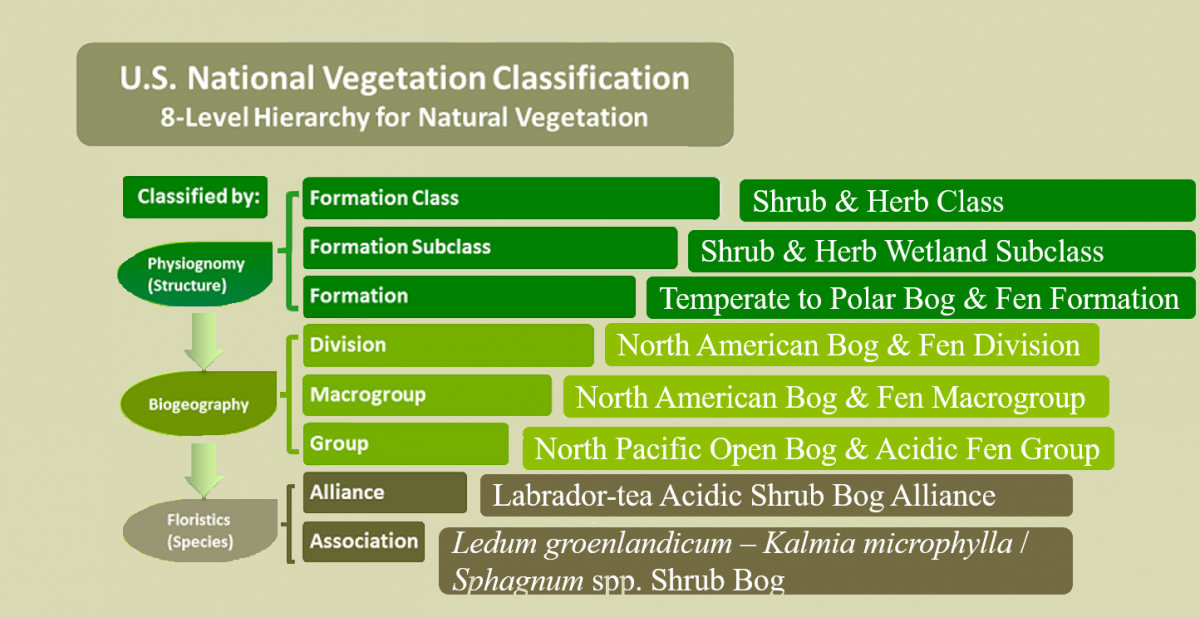 U.S. National Vegetation Classification
8-Level Hierarchy for Natural Vegetation
Classified by:
Physiognomy
(Structure)
Formation Class
Shrub & Herb Class
Formation Subclass
Shrub & Herb Wetland Subclass
Formation
Temperate to Polar Bog & Fen Formation
Biogeography
Division
North American Bog & Fen Division
Macrogroup
North American Bog & Fen Macrogroup
Group
North Pacific Open Bog & Acidic Fen Group
Floristics
(Species)
Alliance
Labrador-tea Acidic Shrub Bog Alliance
Association
Ledum groenlandicum – Kalmia microphylla /
Sphagnum spp. Shrub Bog